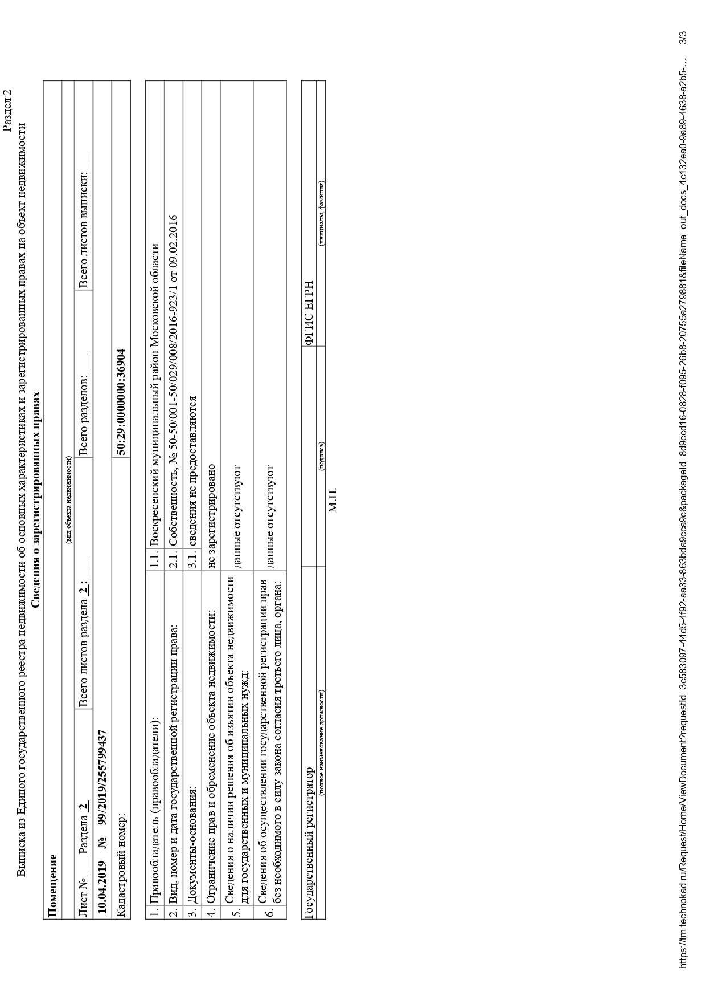 Раздел 2
Выписка из Единого государственного реестра недвижимости об основных характеристиках и зарегистрированных правах на объект недвижимости
Сведения о зарегистрированных правах
Помещение
(вид объекта недвижимости)
Лист № ___ Раздела 2 Всего листов раздела 2 : ___ Всего разделов: ___ Всего листов выписки: ___
10.04.2019 № 99/2019/255799437
Кадастровый номер: 50:29:0000000:36904
1. Правообладатель (правообладатели): 1.1. Воскресенский муниципальный район Московской области
2. Вид, номер и дата государственной регистрации права: 2.1. Собственность, № 50-50/001-50/029/008/2016-923/1 от 09.02.2016
3. Документы-основания: 3.1. сведения не предоставляются
4. Ограничение прав и обременение объекта недвижимости: не зарегистрировано
5. Сведения о наличии решения об изъятии объекта недвижимости
для государственных и муниципальных нужд: данные отсутствуют
6. Сведения об осуществлении государственной регистрации прав
без необходимого в силу закона согласия третьего лица, органа: данные отсутствуют
Государственный регистратор ФГИС ЕГРН
(полное наименование должности) (подпись) (инициалы, фамилия)
М.П.
https://tm.technokad.ru/Request/Home/ViewDocument?requestId=3c583097-44d5-4f92-aa33-863bda9cca9c&packageId=8d9ccd16-0828-f095-26b8-20755a279881&fileName=out_docs_4c132ea0-9a89-4638-a2b5-… 3/3